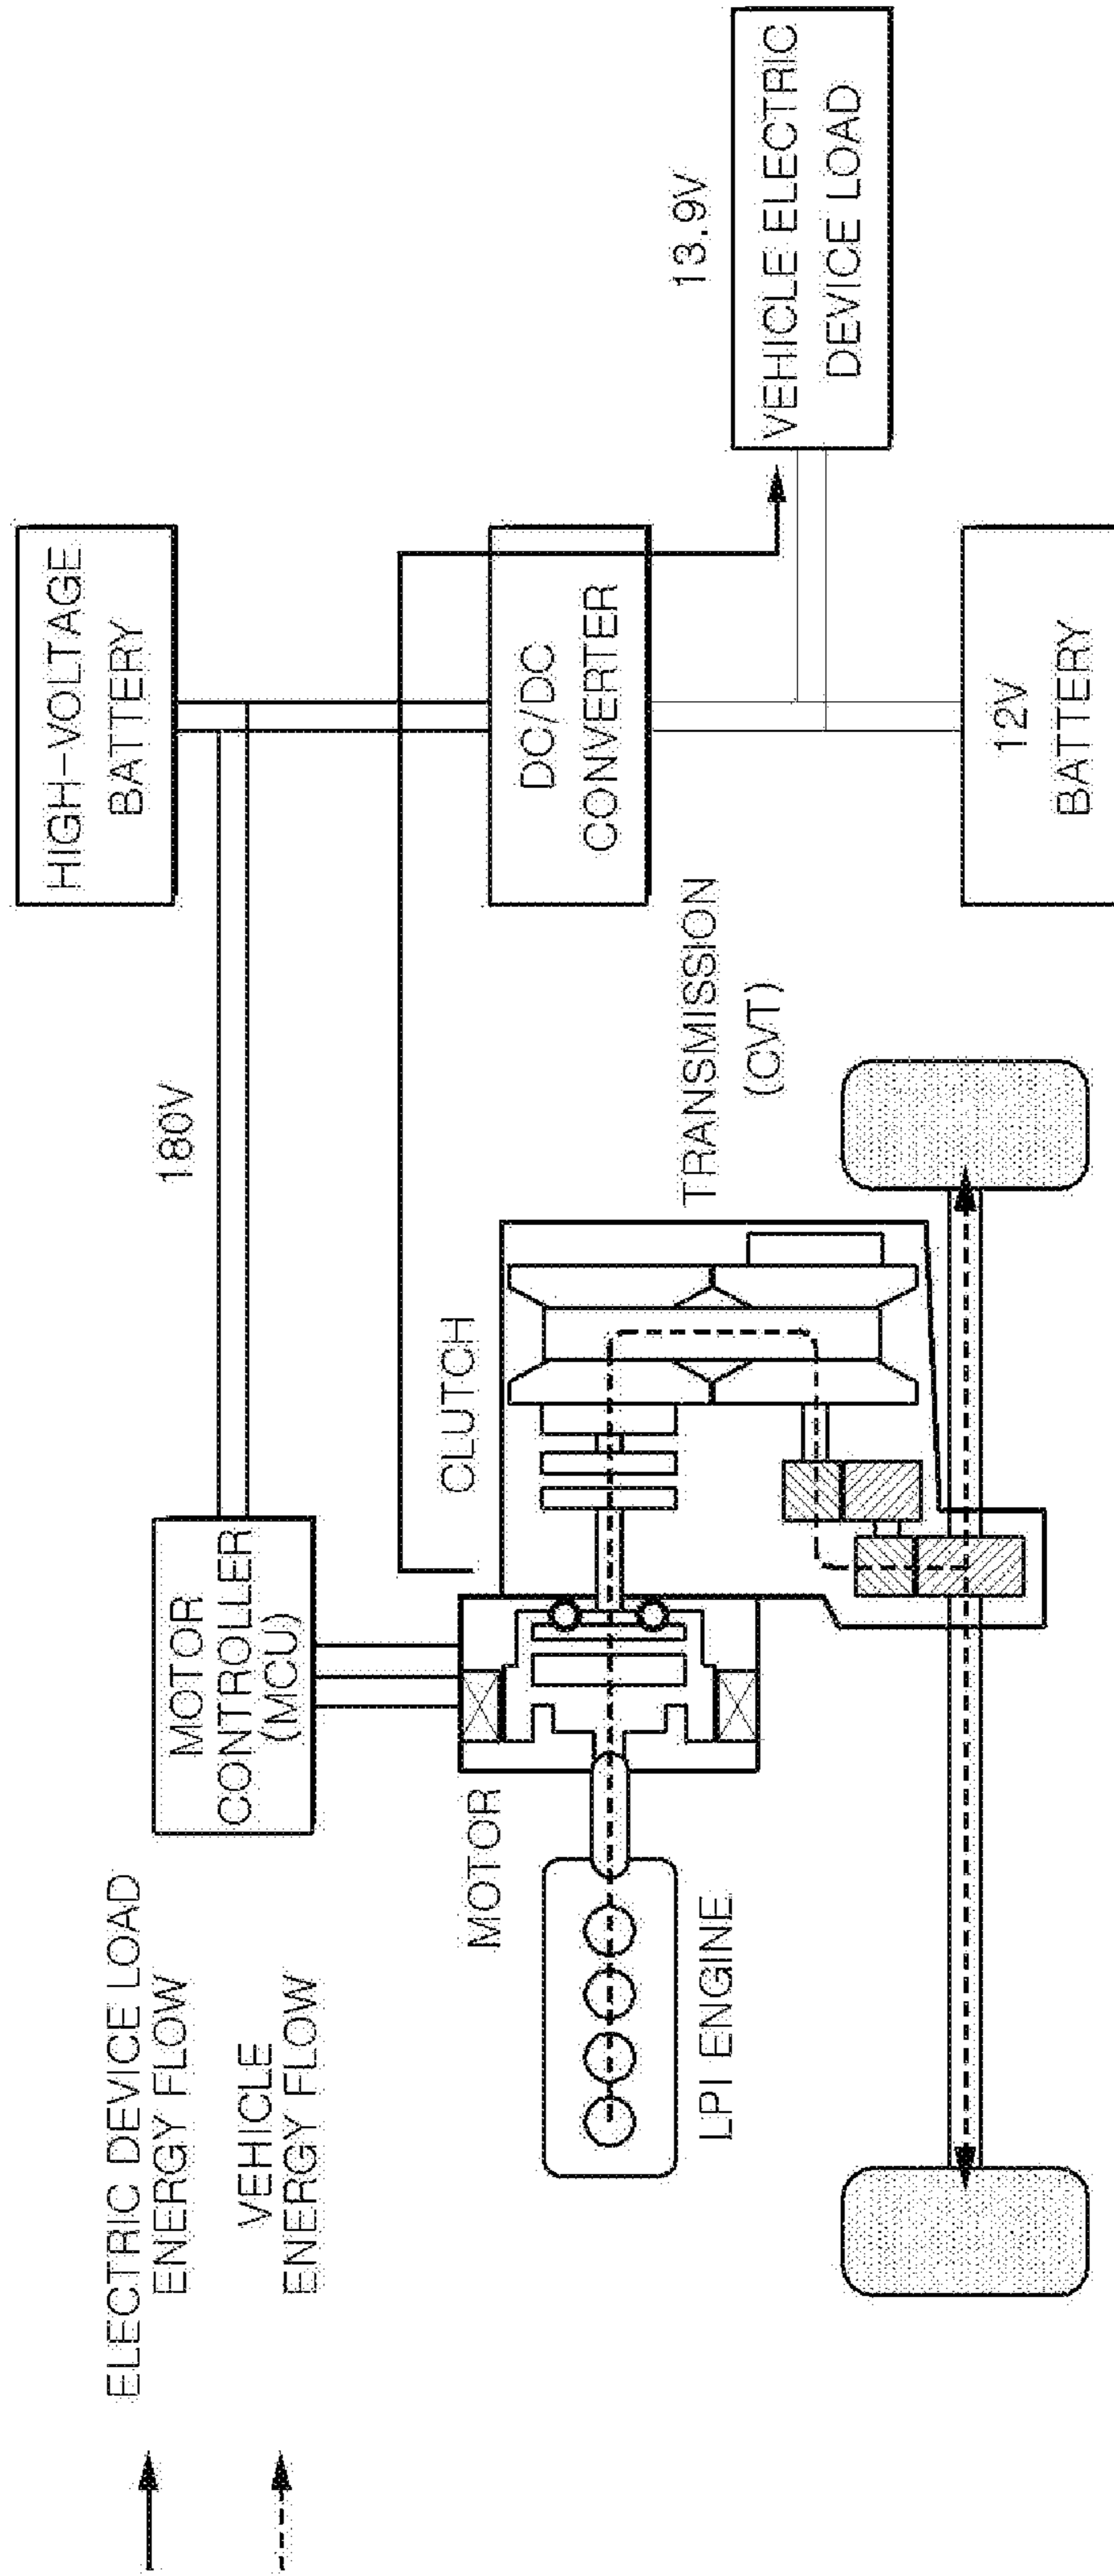 ELECTRIC DEVICE LOAD
ENERGY FLOW
VEHICLE
ENERGY FLOW
MOTOR
CONTROLLER
(MCU)
180V
HIGH-VOLTAGE
BATTERY
MOTOR
CLUTCH
DC/DC
CONVERTER
13.9V
VEHICLE ELECTRIC
DEVICE LOAD
LPI ENGINE
TRANSMISSION
(CVT)
12V
BATTERY